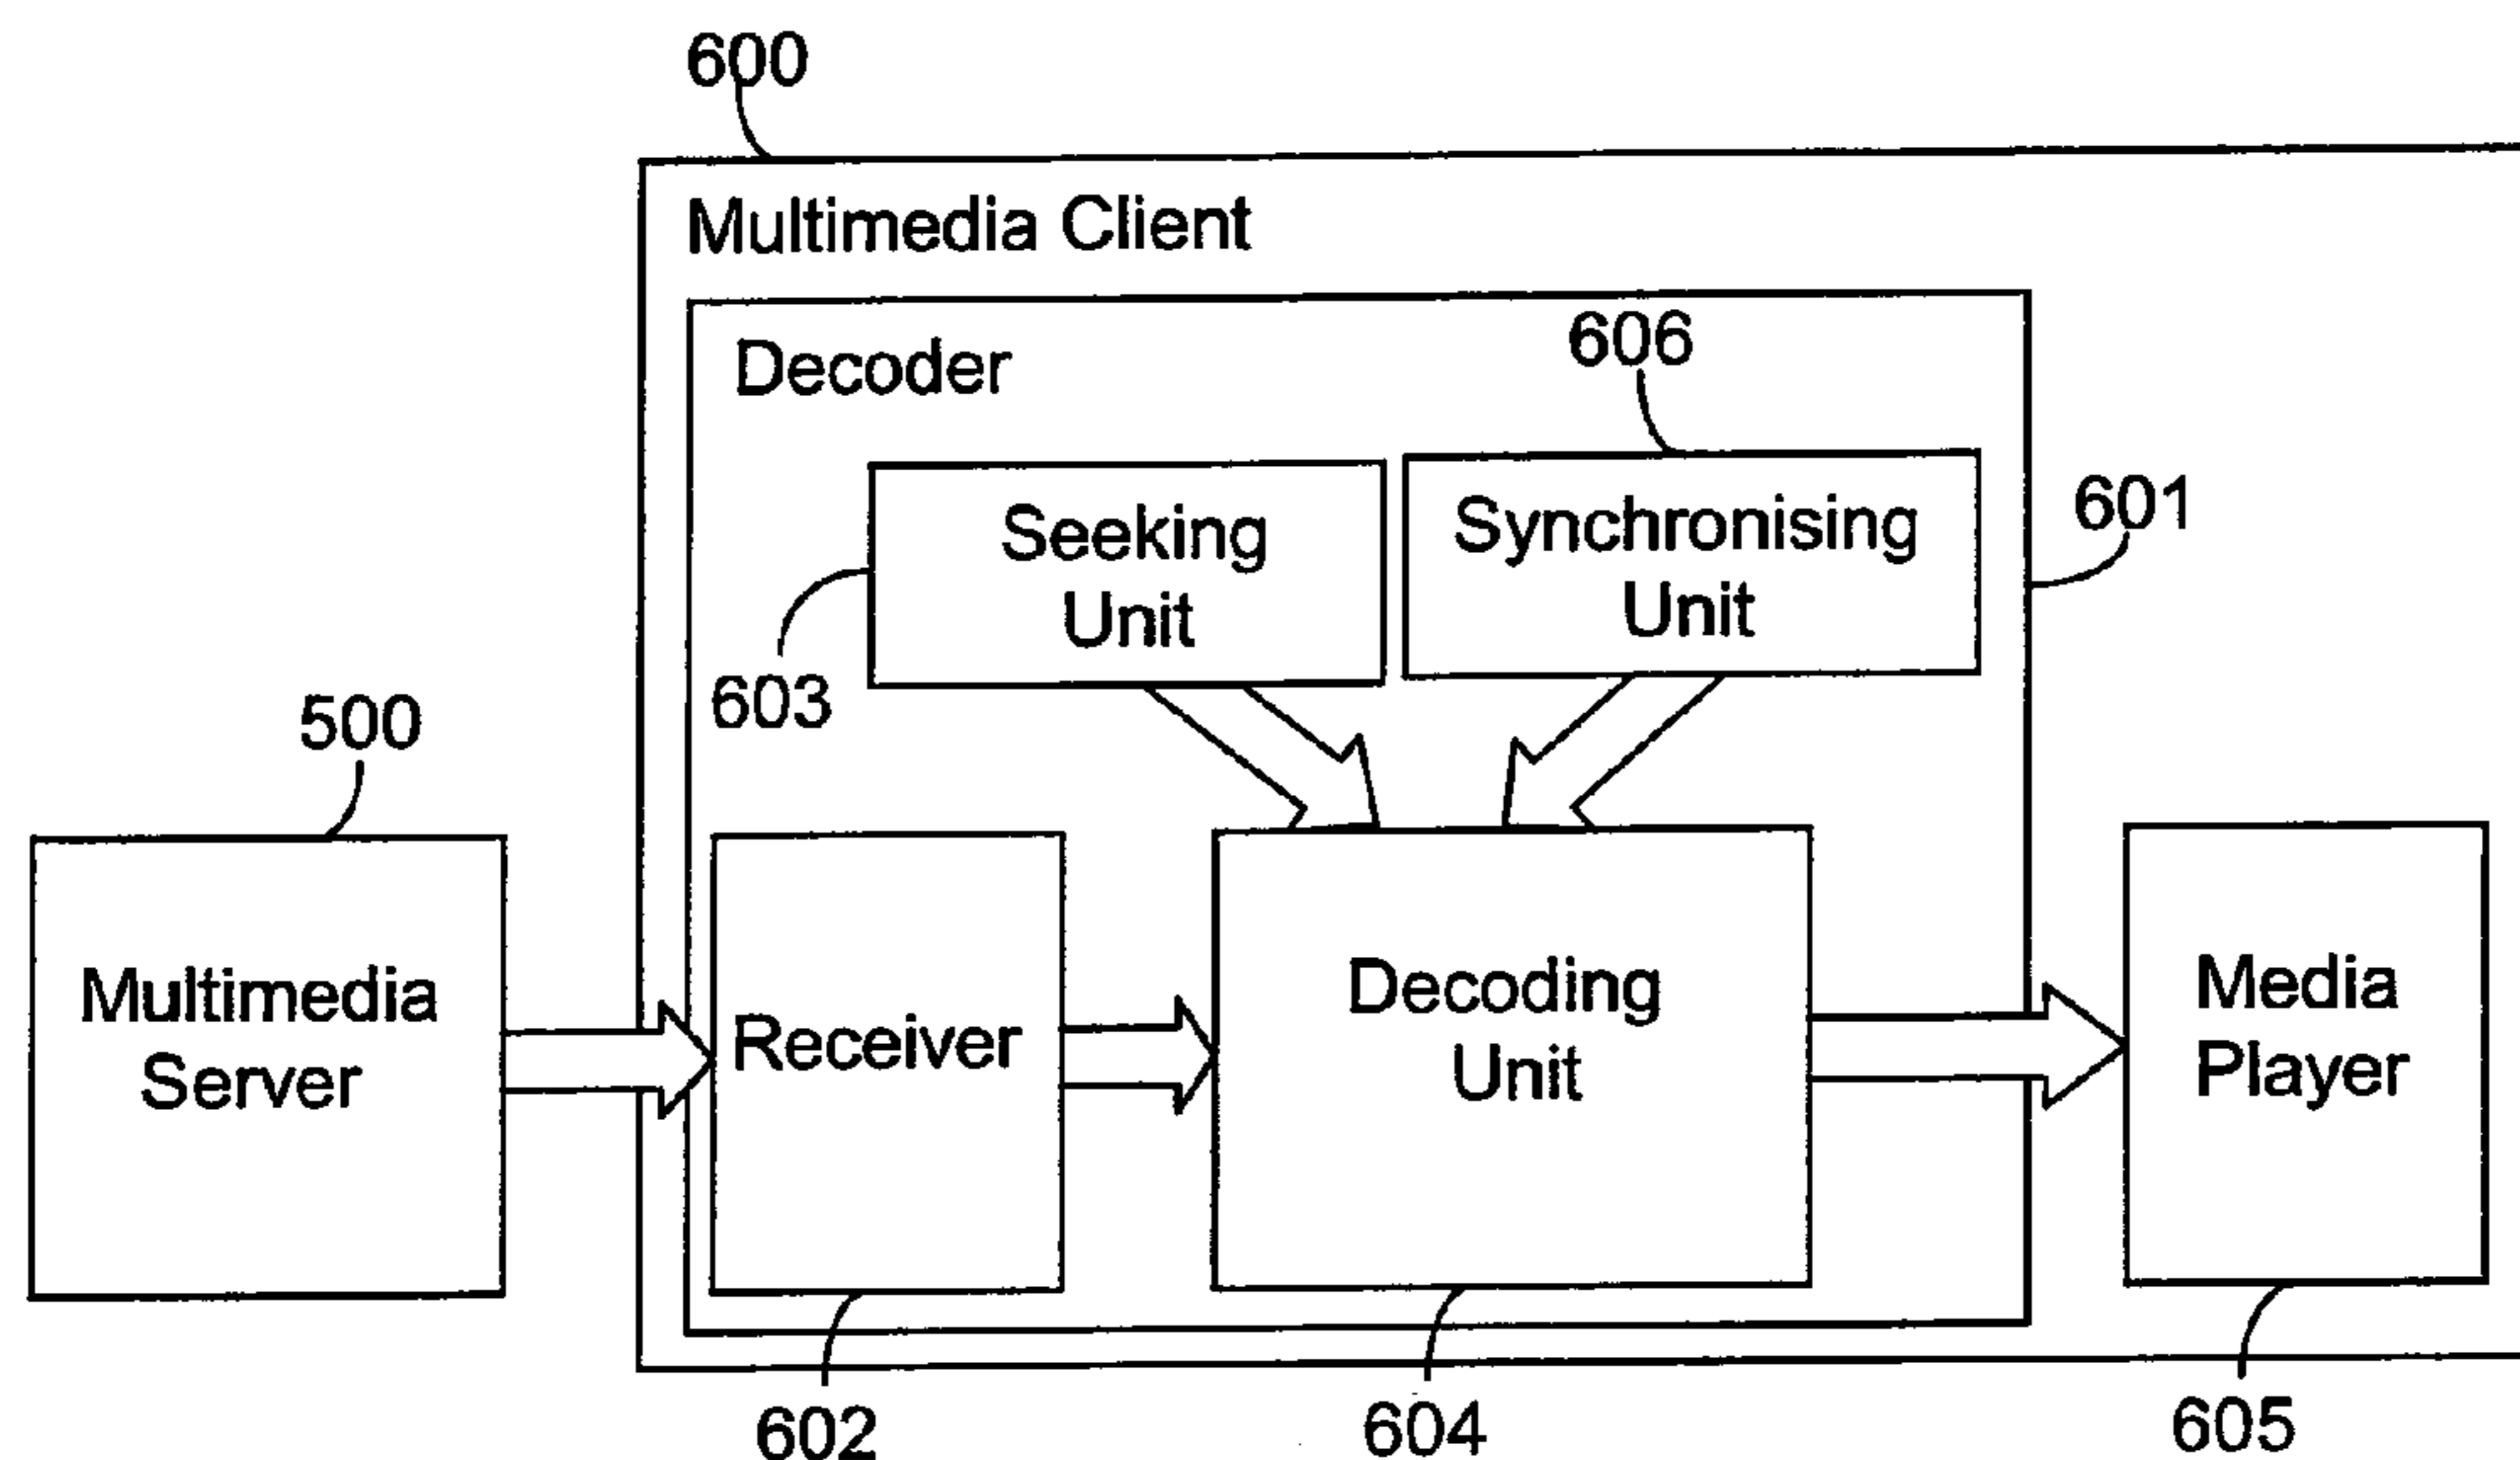 600
Multimedia Client
Decoder
606
Seeking
Unit
Synchronising
Unit
601
603
500
Multimedia
Server
Receiver
Decoding
Unit
Media
Player
602
604
605